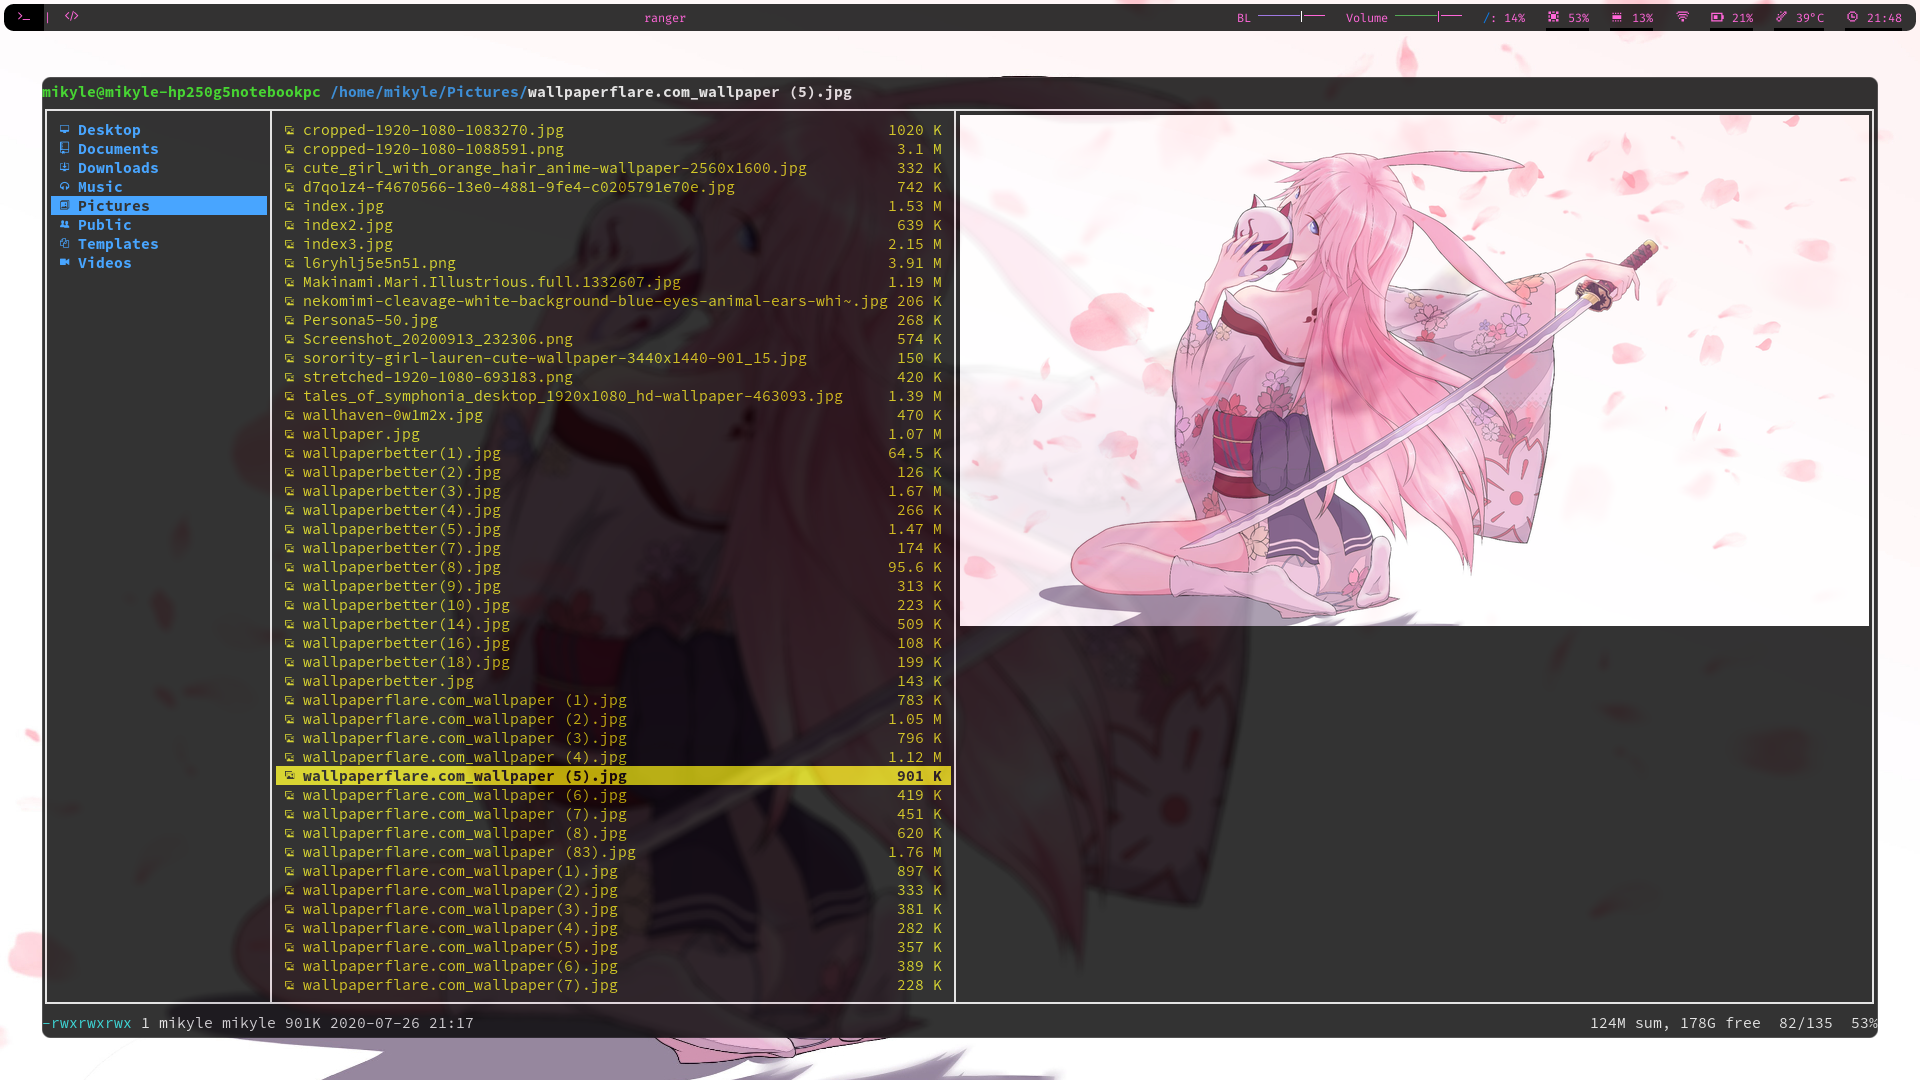 >_ | </> ranger BL Volume /: 14% 53% 13% 21% 39°C 21:48
mikyle@mikyle-hp250g5notebookpc /home/mikyle/Pictures/wallpaperflare.com_wallpaper (5).jpg
Desktop
Documents
Downloads
Music
Pictures
Public
Templates
Videos
cropped-1920-1080-1083270.jpg 1020 K
cropped-1920-1080-1088591.png 3.1 M
cute_girl_with_orange_hair_anime-wallpaper-2560x1600.jpg 332 K
d7qo1z4-f4670566-13e0-4881-9fe4-c0205791e70e.jpg 742 K
index.jpg 1.53 M
index2.jpg 639 K
index3.jpg 2.15 M
l6ryhlj5e5n51.png 3.91 M
Makinami.Mari.Illustrious.full.1332607.jpg 1.19 M
nekomimi-cleavage-white-background-blue-eyes-animal-ears-whi~.jpg 206 K
Persona5-50.jpg 268 K
Screenshot_20200913_232306.png 574 K
sorority-girl-lauren-cute-wallpaper-3440x1440-901_15.jpg 150 K
stretched-1920-1080-693183.png 420 K
tales_of_symphonia_desktop_1920x1080_hd-wallpaper-463093.jpg 1.39 M
wallhaven-0w1m2x.jpg 470 K
wallpaper.jpg 1.07 M
wallpaperbetter(1).jpg 64.5 K
wallpaperbetter(2).jpg 126 K
wallpaperbetter(3).jpg 1.67 M
wallpaperbetter(4).jpg 266 K
wallpaperbetter(5).jpg 1.47 M
wallpaperbetter(7).jpg 174 K
wallpaperbetter(8).jpg 95.6 K
wallpaperbetter(9).jpg 313 K
wallpaperbetter(10).jpg 223 K
wallpaperbetter(14).jpg 509 K
wallpaperbetter(16).jpg 108 K
wallpaperbetter(18).jpg 199 K
wallpaperbetter.jpg 143 K
wallpaperflare.com_wallpaper (1).jpg 783 K
wallpaperflare.com_wallpaper (2).jpg 1.05 M
wallpaperflare.com_wallpaper (3).jpg 796 K
wallpaperflare.com_wallpaper (4).jpg 1.12 M
wallpaperflare.com_wallpaper (5).jpg 901 K
wallpaperflare.com_wallpaper (6).jpg 419 K
wallpaperflare.com_wallpaper (7).jpg 451 K
wallpaperflare.com_wallpaper (8).jpg 620 K
wallpaperflare.com_wallpaper (83).jpg 1.76 M
wallpaperflare.com_wallpaper(1).jpg 897 K
wallpaperflare.com_wallpaper(2).jpg 333 K
wallpaperflare.com_wallpaper(3).jpg 381 K
wallpaperflare.com_wallpaper(4).jpg 282 K
wallpaperflare.com_wallpaper(5).jpg 357 K
wallpaperflare.com_wallpaper(6).jpg 389 K
wallpaperflare.com_wallpaper(7).jpg 228 K
-rwxrwxrwx 1 mikyle mikyle 901K 2020-07-26 21:17 124M sum, 178G free 82/135 53%